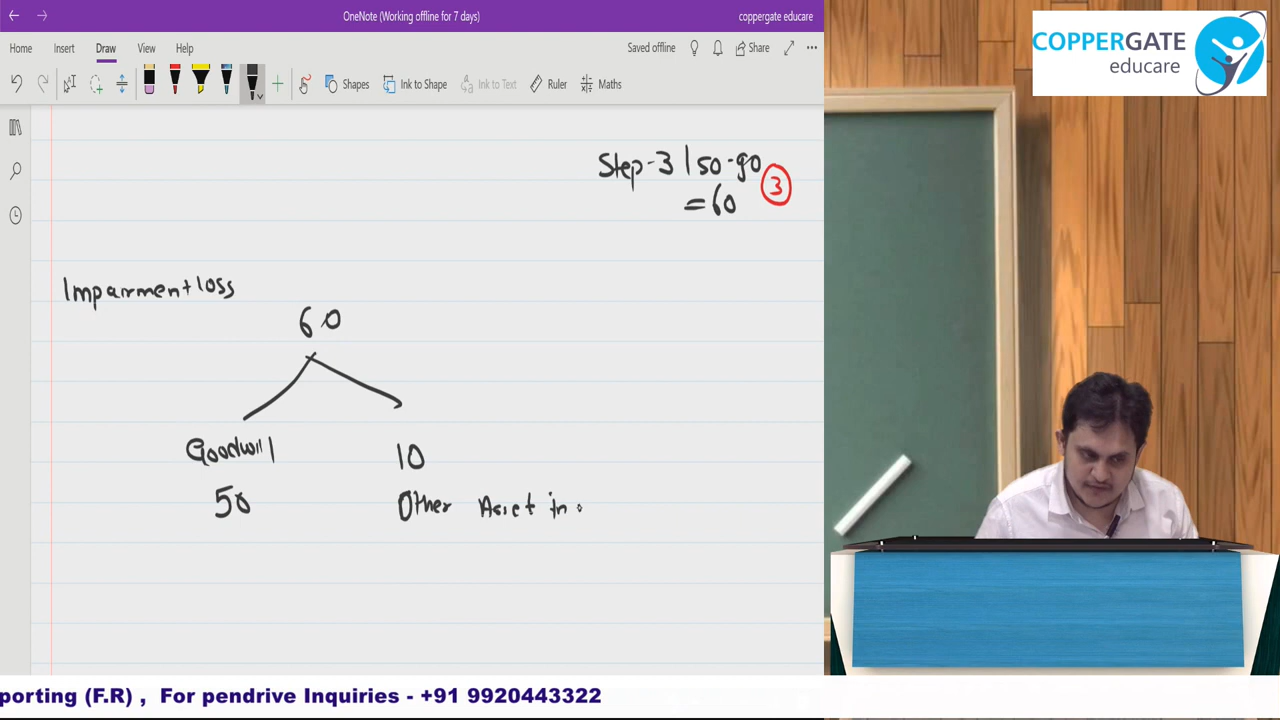 OneNote (Working offline for 7 days)
coppergate educare
Home Insert Draw View Help
Saved offline
Share
Shapes
Ink to Shape
Ink to Text
Ruler
Maths
COPPERGATE
educare
Step-3 150-90
=60
3
Impairment loss
60
Goodwill
10
50
Other Asset in
porting (F.R) , For pendrive Inquiries - +91 9920443322